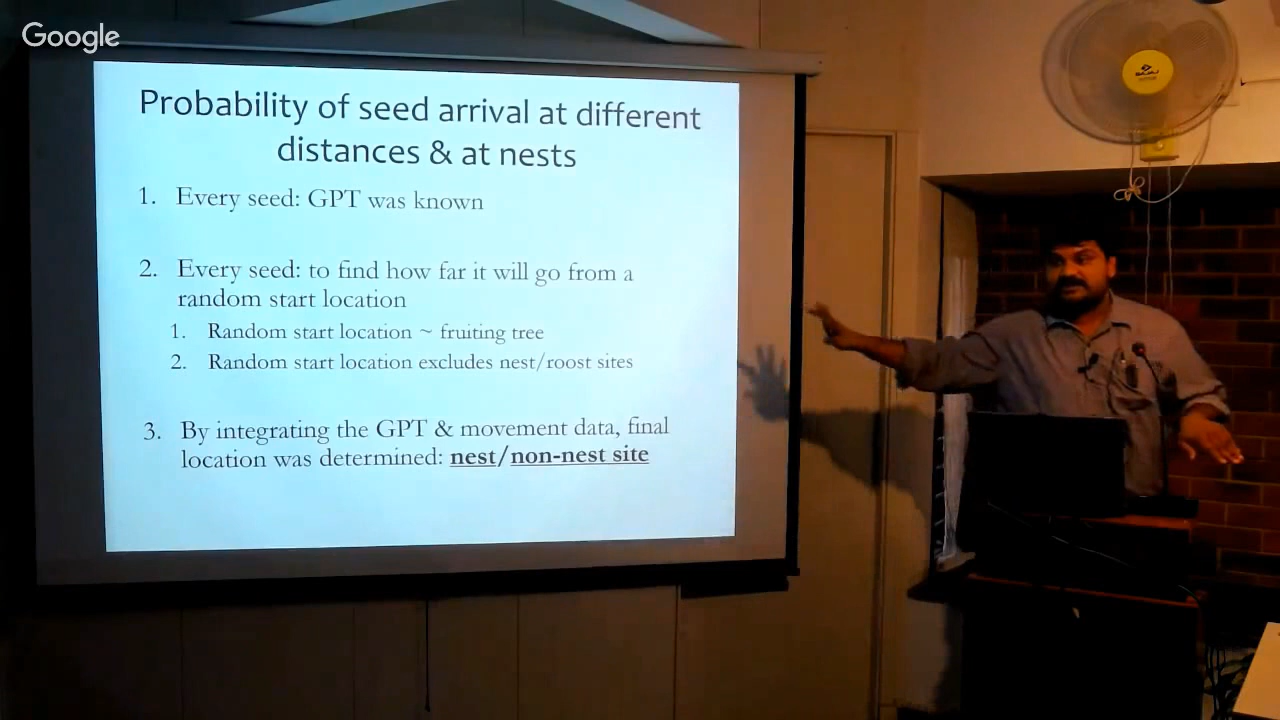 Google
Probability of seed arrival at different
distances & at nests
1. Every seed: GPT was known
2. Every seed: to find how far it will go from a
random start location
1. Random start location ~ fruiting tree
2. Random start location excludes nest/roost sites
3. By integrating the GPT & movement data, final
location was determined: nest/non-nest site
BAJAJ